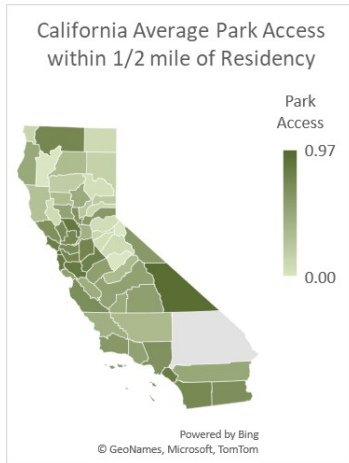 California Average Park Access
within 1/2 mile of Residency
Park
Access
0.97
0.00
Powered by Bing
© GeoNames, Microsoft, TomTom